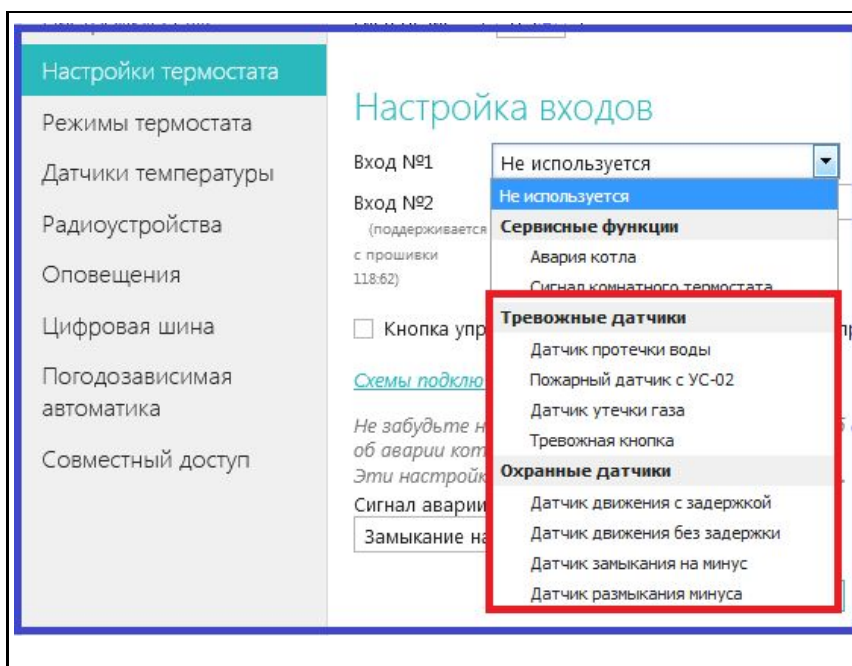 Настройки термостата
Режимы термостата
Датчики температуры
Радиоустройства
Оповещения
Цифровая шина
Погодозависимая
автоматика
Совместный доступ
Настройка входов
Вход №1
Не используется
Вход №2
(поддерживается
с прошивки
118:62)
Не используется
Сервисные функции
Авария котла
Сигнал комнатного термостата
Тревожные датчики
Датчик протечки воды
Пожарный датчик с УС-02
Датчик утечки газа
Тревожная кнопка
Охранные датчики
Датчик движения с задержкой
Датчик движения без задержки
Датчик замыкания на минус
Датчик размыкания минуса
Кнопка упр
Схемы подклю
Не забудьте н
об аварии кот
Эти настройк
Сигнал аварии
Замыкание на